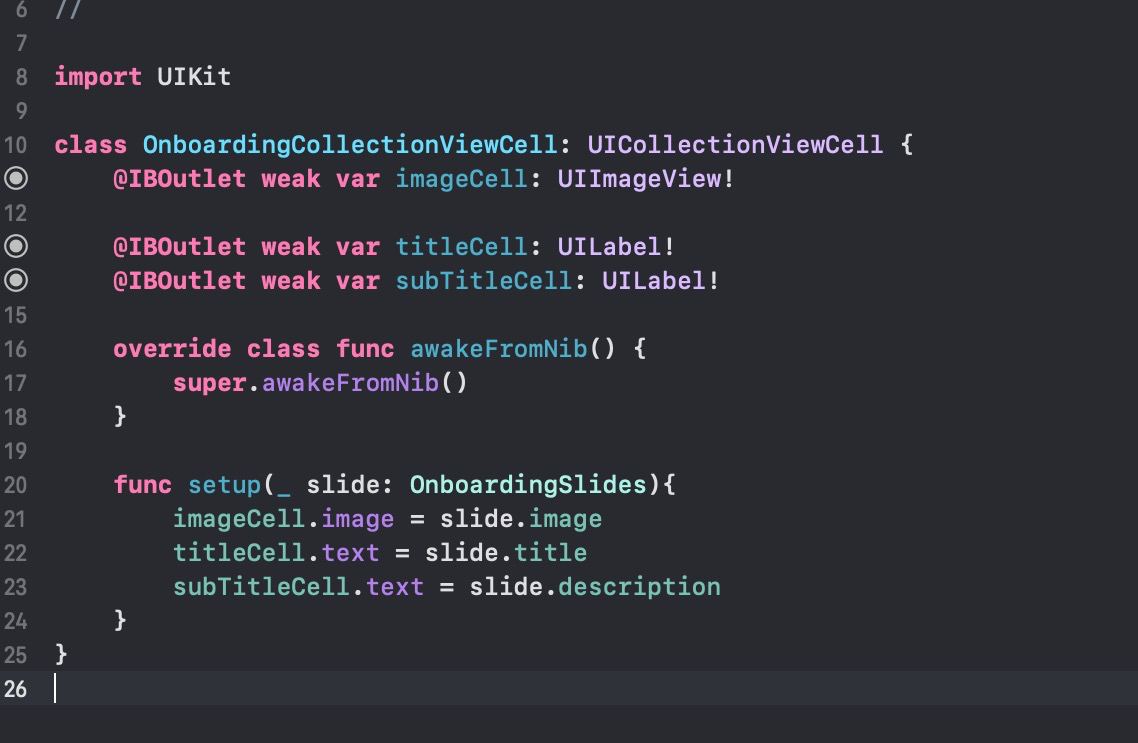 6 //
7
8 import UIKit
9
10 class OnboardingCollectionViewCell: UICollectionViewCell {
@IBOutlet weak var imageCell: UIImageView!
12
@IBOutlet weak var titleCell: UILabel!
@IBOutlet weak var subTitleCell: UILabel!
15
16 override class func awakeFromNib() {
17 super.awakeFromNib()
18 }
19
20 func setup(_ slide: OnboardingSlides){
21 imageCell.image = slide.image
22 titleCell.text = slide.title
23 subTitleCell.text = slide.description
24 }
25 }
26